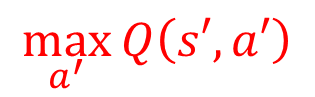 max Q(s′, a′)
a′